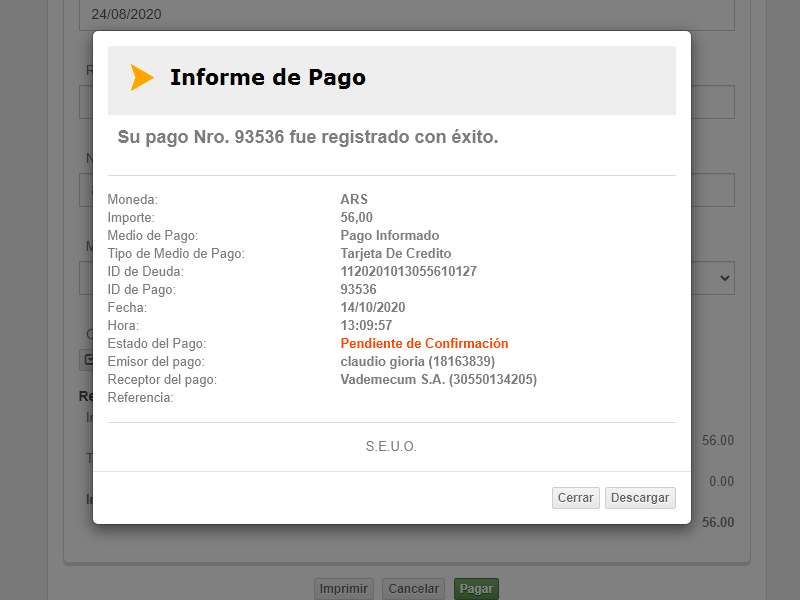 24/08/2020
Informe de Pago
Su pago Nro. 93536 fue registrado con éxito.
Moneda: ARS
Importe: 56,00
Medio de Pago: Pago Informado
Tipo de Medio de Pago: Tarjeta De Credito
ID de Deuda: 1120201013055610127
ID de Pago: 93536
Fecha: 14/10/2020
Hora: 13:09:57
Estado del Pago: Pendiente de Confirmación
Emisor del pago: claudio gioria (18163839)
Receptor del pago: Vademecum S.A. (30550134205)
Referencia:
S.E.U.O.
56.00
0.00
Cerrar Descargar
56.00
Imprimir Cancelar Pagar